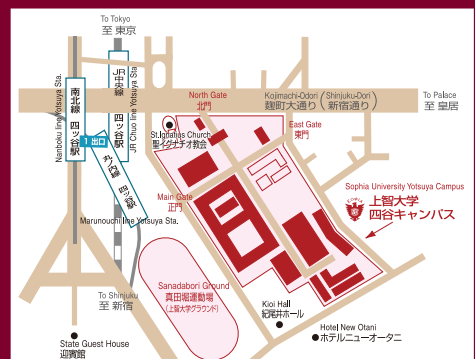 To Tokyo
至 東京
Nanboku line Yotsuya Sta.
南北線 四ッ谷駅
JR中央線 四ッ谷駅
JR Chuo line Yotsuya Sta.
1 出口
丸ノ内線 四ッ谷駅
Marunouchi line Yotsuya Sta.
North Gate
北門
Kojimachi-Odori (Shinjuku-Dori)
麹町大通り (新宿通り)
To Palace
至 皇居
St.Ignatius Church
聖イグナチオ教会
East Gate
東門
Main Gate
正門
Sophia University Yotsuya Campus
上智大学
四谷キャンパス
Sanadabori Ground
真田堀運動場
(上智大学グラウンド)
To Shinjuku
至 新宿
Kioi Hall
紀尾井ホール
Hotel New Otani
ホテルニューオータニ
State Guest House
迎賓館